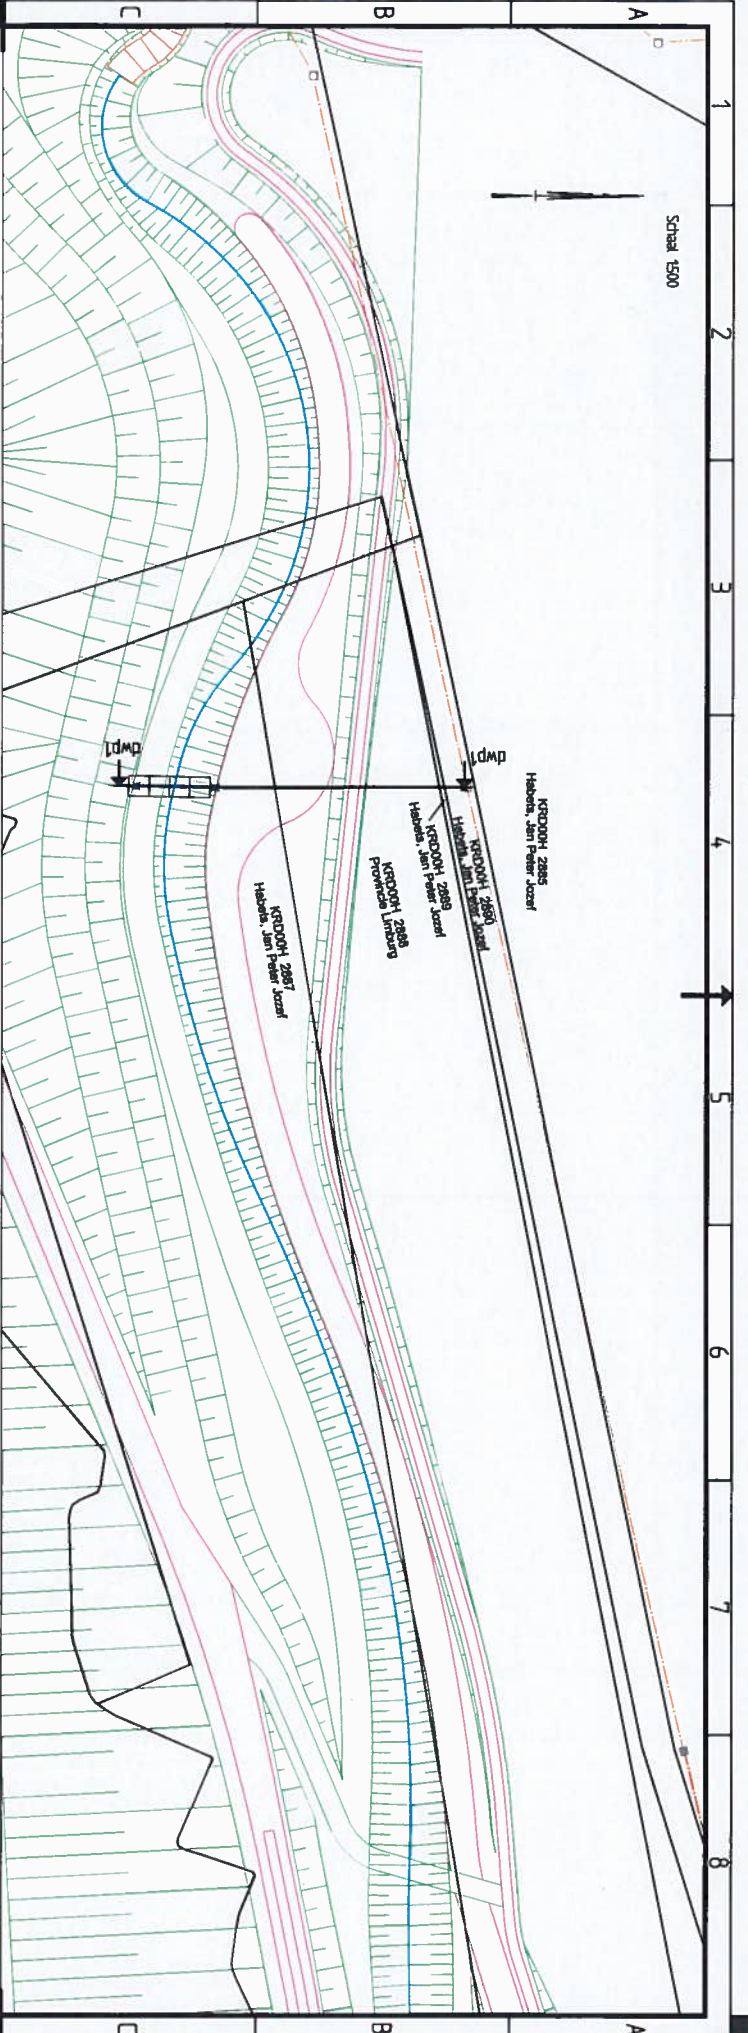 C
B
A
1
2
3
4
5
6
7
8
Schaal 1:500
dwp1
dwp1
KRD00H 2885
Habets, Jan Peter Jozef
KRD00H 2890
Habets, Jan Peter Jozef
KRD00H 2889
Habets, Jan Peter Jozef
KRD00H 2888
Provincie Limburg
KRD00H 2887
Habets, Jan Peter Jozef
C
B
A